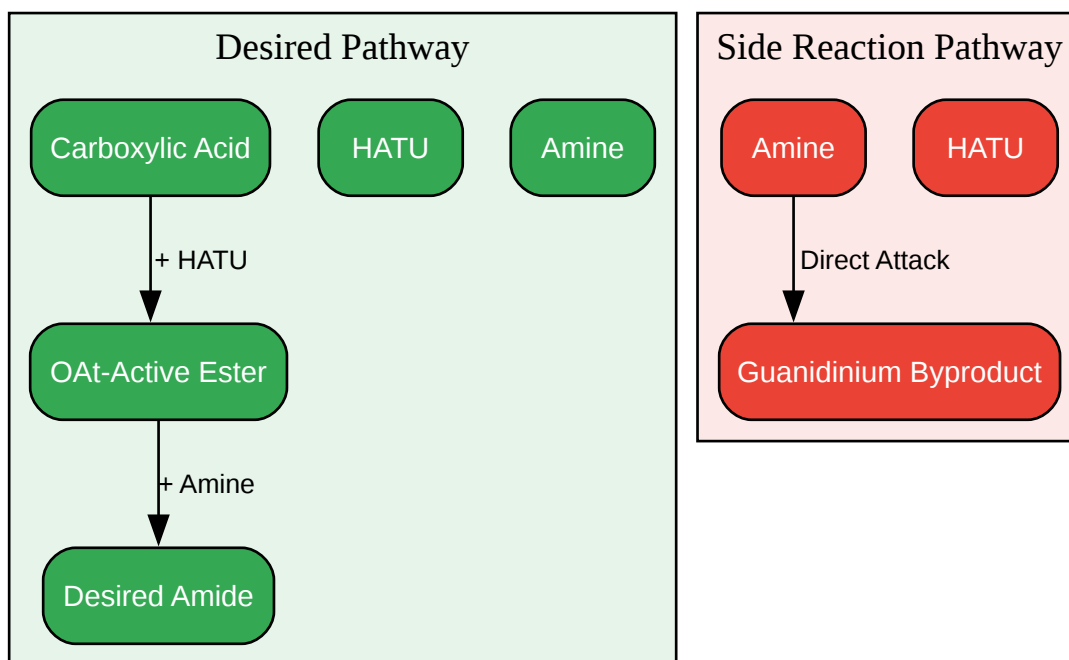 Desired Pathway
Carboxylic Acid
HATU
Amine
+ HATU
OAt-Active Ester
+ Amine
Desired Amide
Side Reaction Pathway
Amine
HATU
Direct Attack
Guanidinium Byproduct